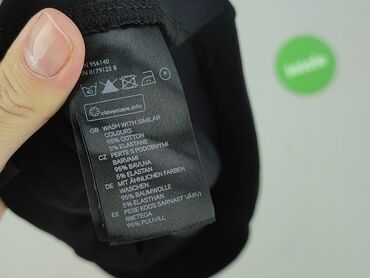 N 956140
N 0179125 8
40
clevercare.info
GB WASH WITH SIMILAR
COLOURS
95% COTTON
5% ELASTANE
CZ PERTE S PODOBNÝMI
BARVAMI
95% BAVLNA
5% ELASTAN
DE MIT ÄHNLICHEN FARBEN
WASCHEN
95% BAUMWOLLE
5% ELASTHAN
EE PESE KOOS SARNAST VÄRVI
RIIETEGA
95% PUUVILL